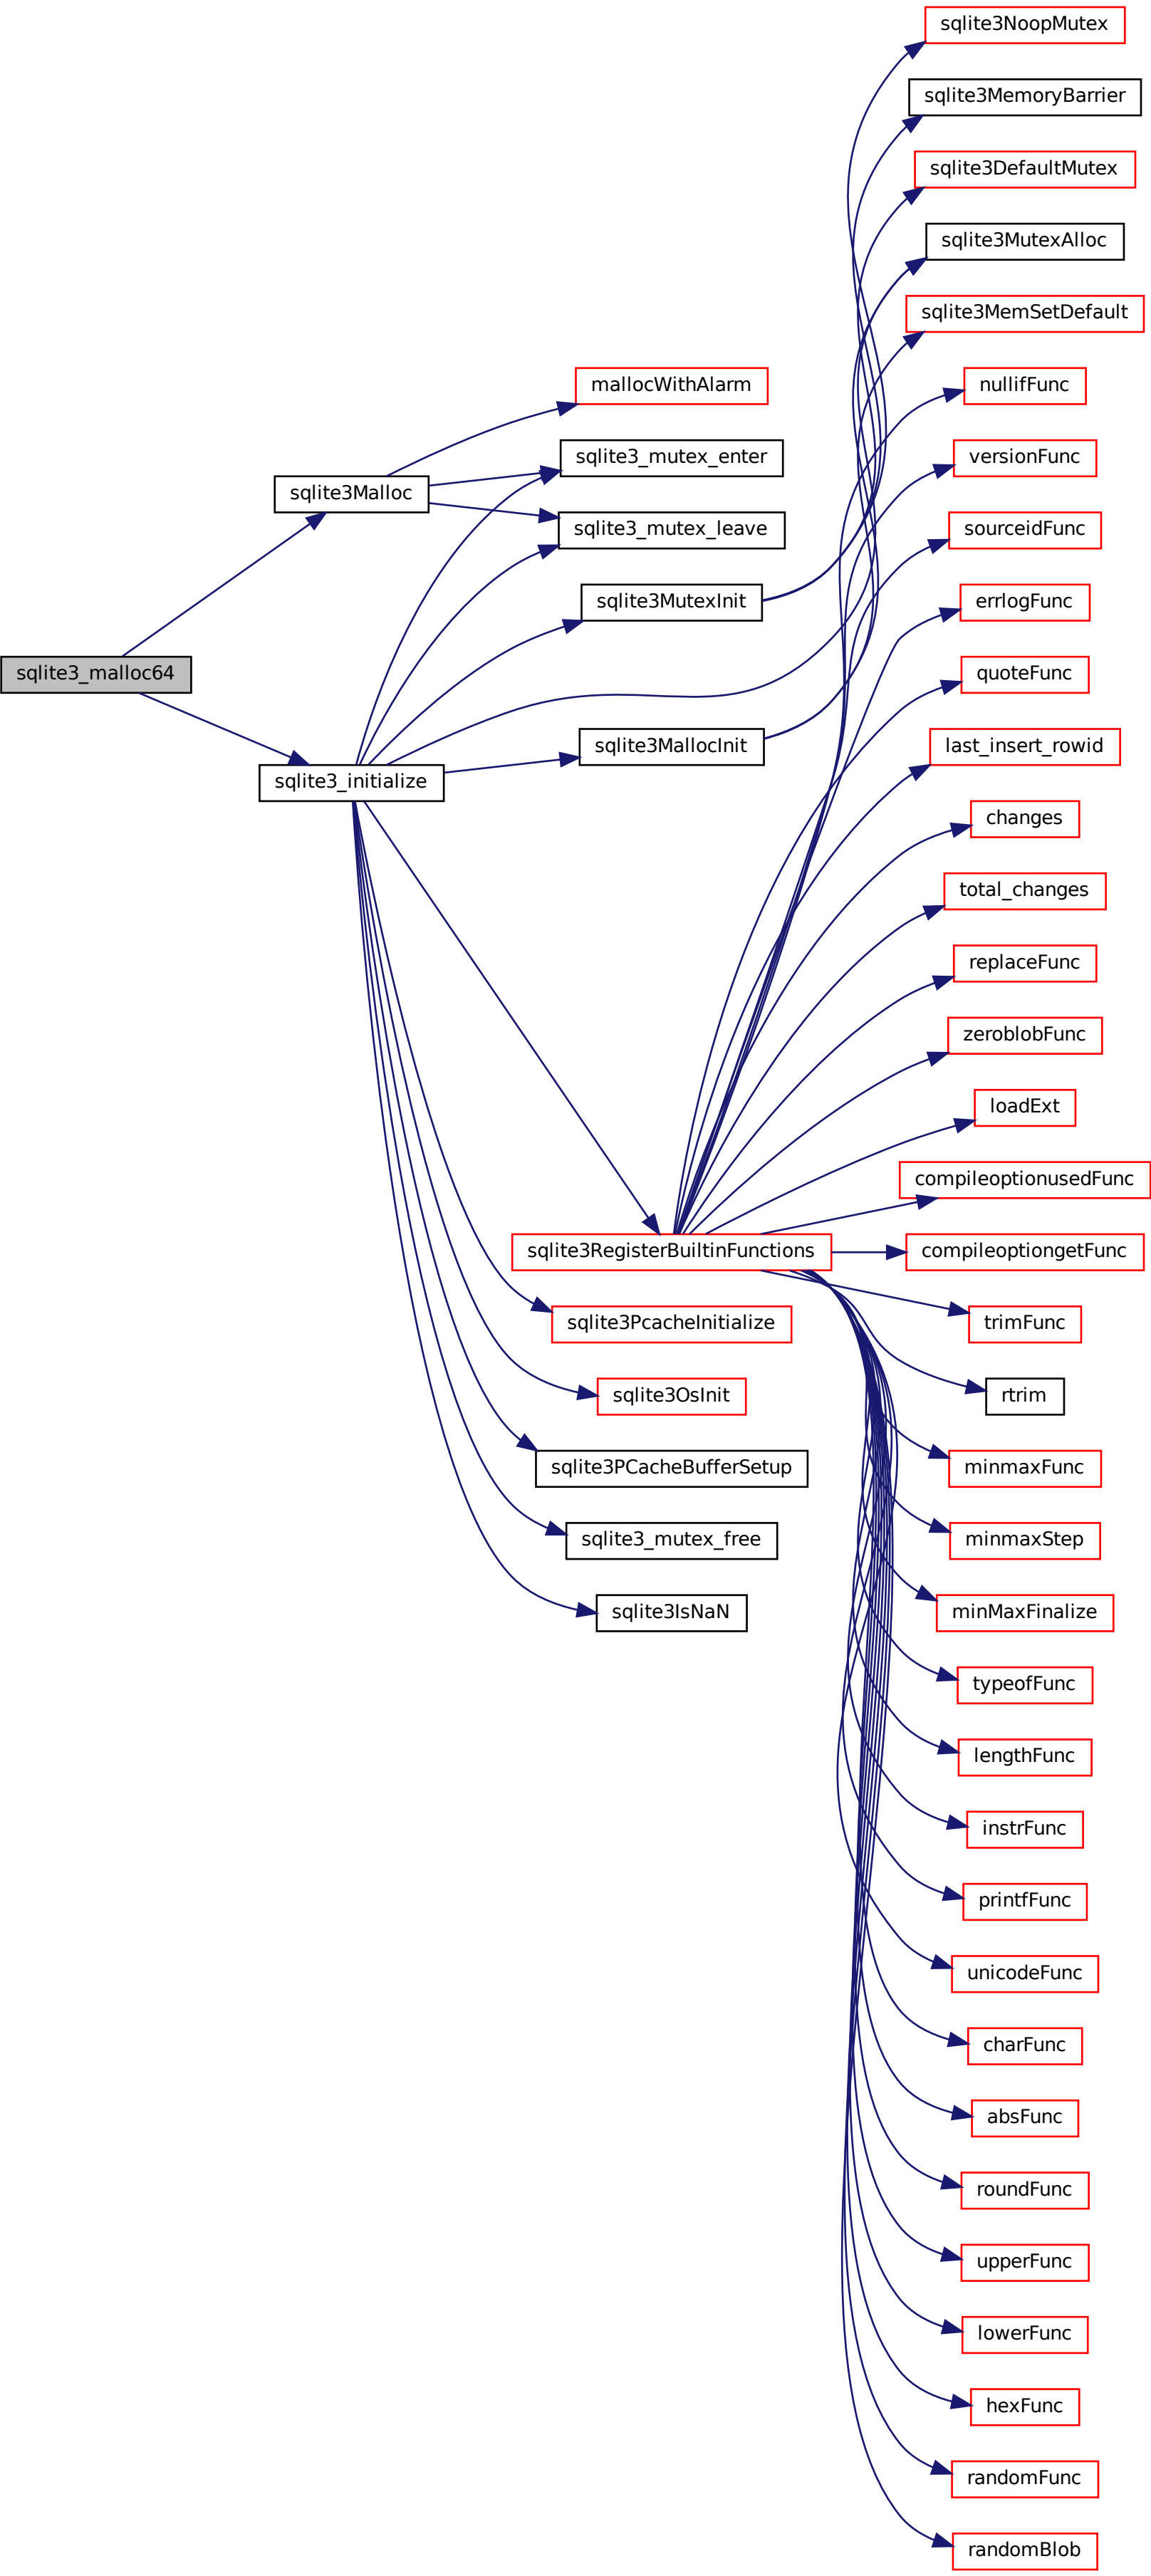 sqlite3NoopMutex
sqlite3MemoryBarrier
sqlite3DefaultMutex
sqlite3MutexAlloc
sqlite3MemSetDefault
nullifFunc
mallocWithAlarm
versionFunc
sqlite3_mutex_enter
sqlite3Malloc
sourceidFunc
sqlite3_mutex_leave
errlogFunc
sqlite3MutexInit
sqlite3_malloc64
quoteFunc
last_insert_rowid
sqlite3MallocInit
sqlite3_initialize
changes
total_changes
replaceFunc
zeroblobFunc
loadExt
compileoptionusedFunc
sqlite3RegisterBuiltinFunctions
compileoptiongetFunc
sqlite3PcacheInitialize
trimFunc
sqlite3OsInit
rtrim
sqlite3PCacheBufferSetup
minmaxFunc
sqlite3_mutex_free
minmaxStep
sqlite3IsNaN
minMaxFinalize
typeofFunc
lengthFunc
instrFunc
printfFunc
unicodeFunc
charFunc
absFunc
roundFunc
upperFunc
lowerFunc
hexFunc
randomFunc
randomBlob